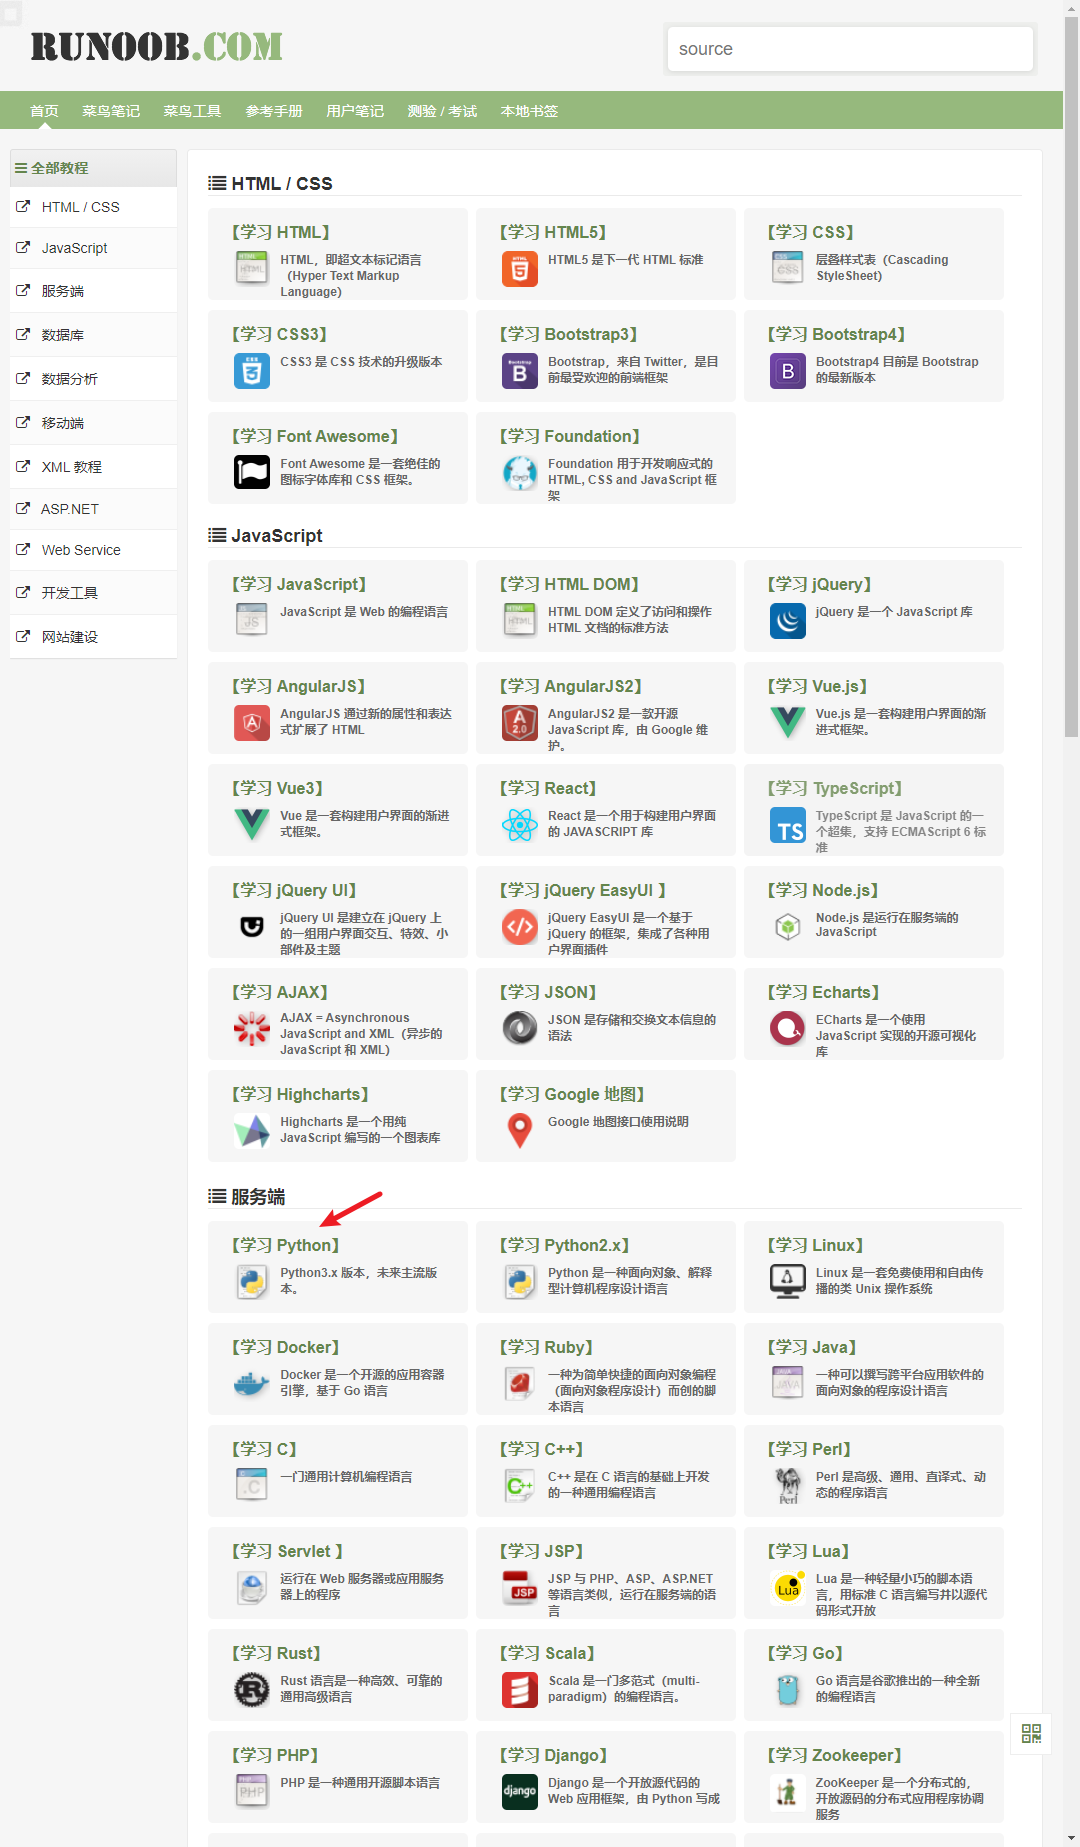 RUNOOB.COM
source
首页 菜鸟笔记 菜鸟工具 参考手册 用户笔记 测验 / 考试 本地书签
全部教程
HTML / CSS
JavaScript
服务端
数据库
数据分析
移动端
XML 教程
ASP.NET
Web Service
开发工具
网站建设
HTML / CSS
【学习 HTML】
HTML，即超文本标记语言
（Hyper Text Markup
Language）
【学习 HTML5】
HTML5 是下一代 HTML 标准
【学习 CSS】
层叠样式表（Cascading
StyleSheet）
【学习 CSS3】
CSS3 是 CSS 技术的升级版本
【学习 Bootstrap3】
Bootstrap，来自 Twitter，是目
前最受欢迎的前端框架
【学习 Bootstrap4】
Bootstrap4 目前是 Bootstrap
的最新版本
【学习 Font Awesome】
Font Awesome 是一套绝佳的
图标字体库和 CSS 框架。
【学习 Foundation】
Foundation 用于开发响应式的
HTML, CSS and JavaScript 框
架
JavaScript
【学习 JavaScript】
JavaScript 是 Web 的编程语言
【学习 HTML DOM】
HTML DOM 定义了访问和操作
HTML 文档的标准方法
【学习 jQuery】
jQuery 是一个 JavaScript 库
【学习 AngularJS】
AngularJS 通过新的属性和表达
式扩展了 HTML
【学习 AngularJS2】
AngularJS2 是一款开源
JavaScript 库，由 Google 维
护。
【学习 Vue.js】
Vue.js 是一套构建用户界面的渐
进式框架。
【学习 Vue3】
Vue 是一套构建用户界面的渐进
式框架。
【学习 React】
React 是一个用于构建用户界面
的 JAVASCRIPT 库
【学习 TypeScript】
TypeScript 是 JavaScript 的一
个超集，支持 ECMAScript 6 标
准
【学习 jQuery UI】
jQuery UI 是建立在 jQuery 上
的一组用户界面交互、特效、小
部件及主题
【学习 jQuery EasyUI 】
jQuery EasyUI 是一个基于
jQuery 的框架，集成了各种用
户界面插件
【学习 Node.js】
Node.js 是运行在服务端的
JavaScript
【学习 AJAX】
AJAX = Asynchronous
JavaScript and XML（异步的
JavaScript 和 XML）
【学习 JSON】
JSON 是存储和交换文本信息的
语法
【学习 Echarts】
ECharts 是一个使用
JavaScript 实现的开源可视化
库
【学习 Highcharts】
Highcharts 是一个用纯
JavaScript 编写的一个图表库
【学习 Google 地图】
Google 地图接口使用说明
服务端
【学习 Python】
Python3.x 版本，未来主流版
本。
【学习 Python2.x】
Python 是一种面向对象、解释
型计算机程序设计语言
【学习 Linux】
Linux 是一套免费使用和自由传
播的类 Unix 操作系统
【学习 Docker】
Docker 是一个开源的应用容器
引擎，基于 Go 语言
【学习 Ruby】
一种为简单快捷的面向对象编程
（面向对象程序设计）而创的脚
本语言
【学习 Java】
一种可以撰写跨平台应用软件的
面向对象的程序设计语言
【学习 C】
一门通用计算机编程语言
【学习 C++】
C++ 是在 C 语言的基础上开发
的一种通用编程语言
【学习 Perl】
Perl 是高级、通用、直译式、动
态的程序语言
【学习 Servlet 】
运行在 Web 服务器或应用服务
器上的程序
【学习 JSP】
JSP 与 PHP、ASP、ASP.NET
等语言类似，运行在服务端的语
言
【学习 Lua】
Lua 是一种轻量小巧的脚本语
言，用标准 C 语言编写并以源代
码形式开放
【学习 Rust】
Rust 语言是一种高效、可靠的
通用高级语言
【学习 Scala】
Scala 是一门多范式（multi-
paradigm）的编程语言。
【学习 Go】
Go 语言是谷歌推出的一种全新
的编程语言
【学习 PHP】
PHP 是一种通用开源脚本语言
【学习 Django】
Django 是一个开放源代码的
Web 应用框架，由 Python 写成
【学习 Zookeeper】
ZooKeeper 是一个分布式的，
开放源码的分布式应用程序协调
服务